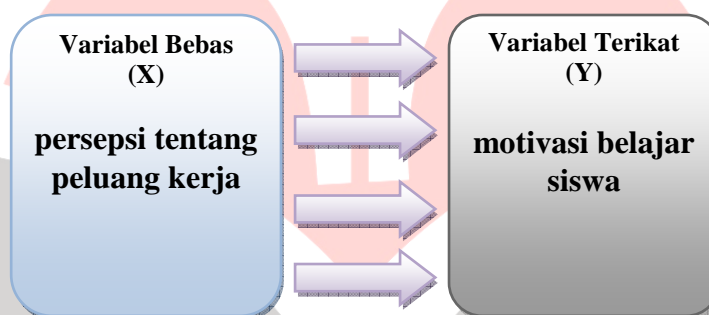 Variabel Bebas
(X)
persepsi tentang
peluang kerja
Variabel Terikat
(Y)
motivasi belajar
siswa